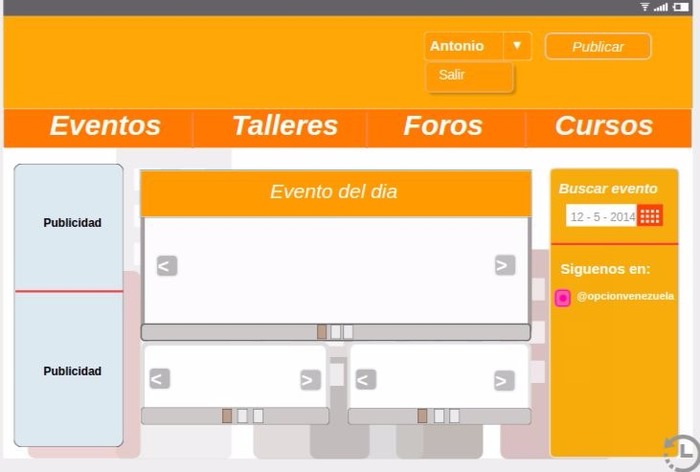 Antonio ▼
Publicar
Salir
Eventos Talleres Foros Cursos
Publicidad
Publicidad
Evento del dia
< >
< >
< >
Buscar evento
12 - 5 - 2014
Siguenos en:
@opcionvenezuela